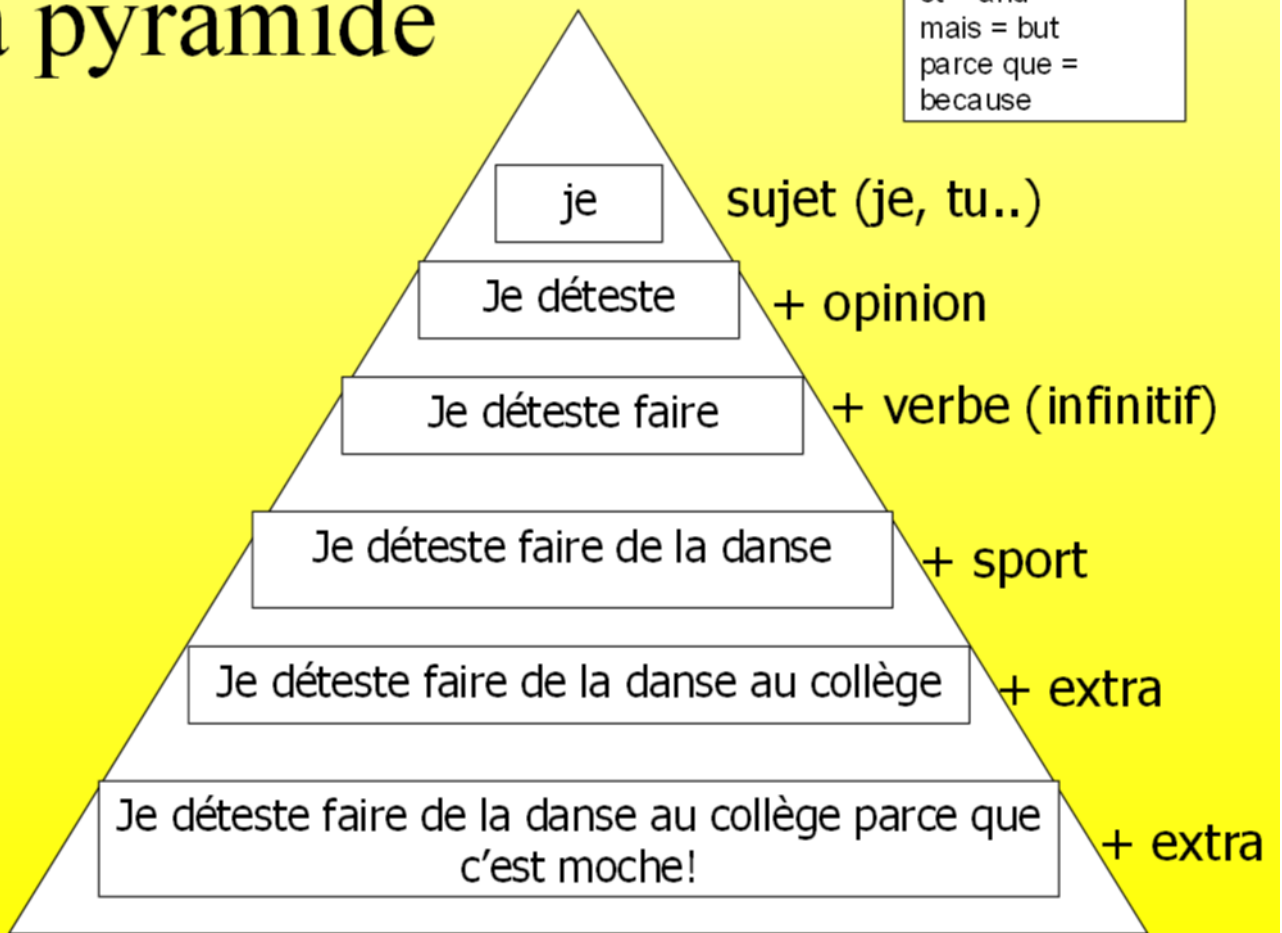 pyramide
mais = but
parce que =
because
je
sujet (je, tu..)
Je déteste
+ opinion
Je déteste faire
+ verbe (infinitif)
Je déteste faire de la danse
+ sport
Je déteste faire de la danse au collège
+ extra
Je déteste faire de la danse au collège parce que
c’est moche!
+ extra